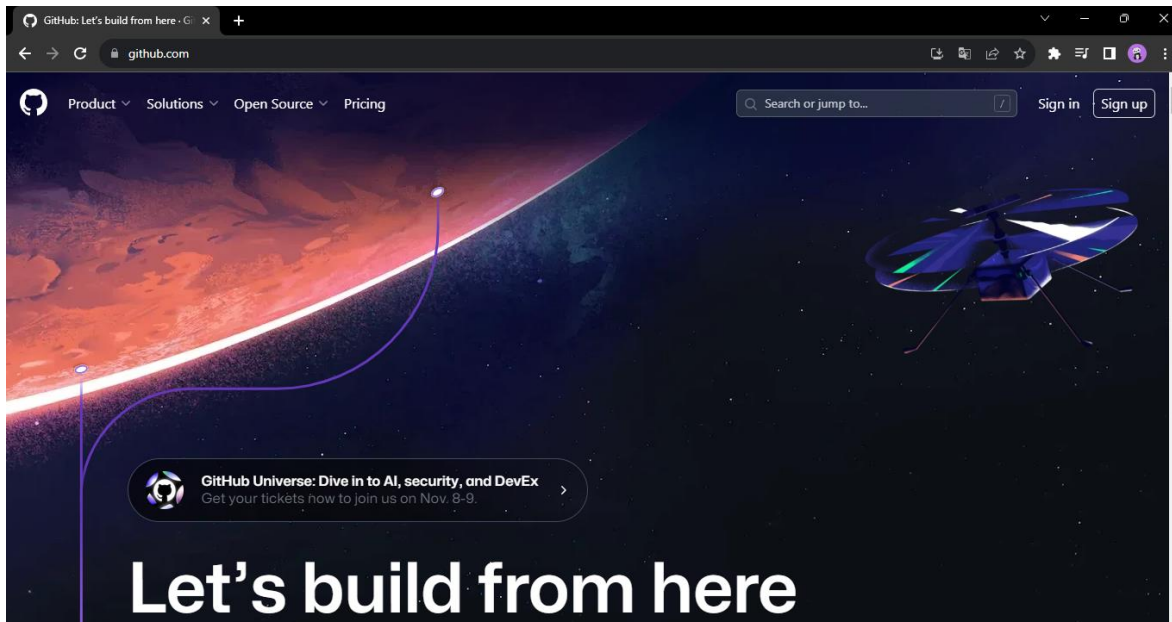 GitHub: Let's build from here · Gi
github.com
Product
Solutions
Open Source
Pricing
Search or jump to...
/
Sign in
Sign up
GitHub Universe: Dive in to AI, security, and DevEx
Get your tickets now to join us on Nov. 8-9.
Let's build from here